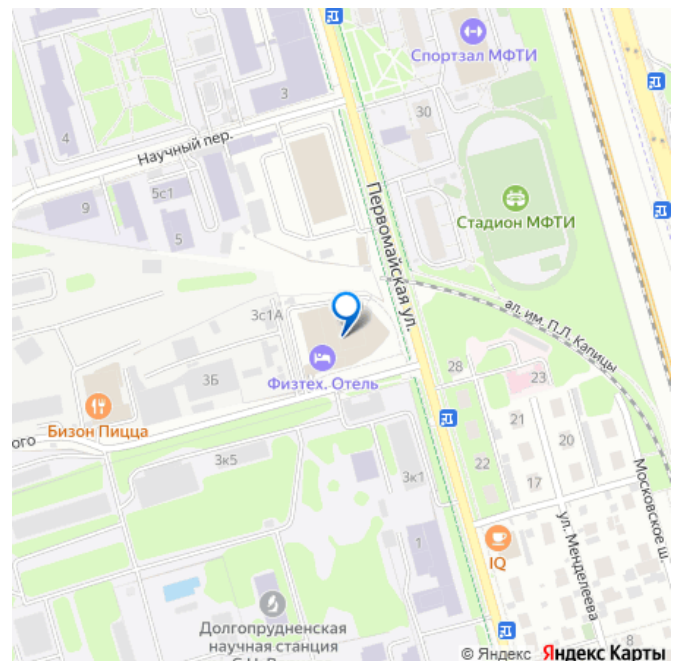 Спортзал МФТИ
3
30
4
Научный пер.
5с1
9
5
Первомайская ул.
Стадион МФТИ
3с1А
ал. им. П.Л. Капицы
28
23
3Б
Физтех. Отель
Бизон Пицца
ого
21
20
22
17
3к5
3к1
Московское ш.
ул. Менделеева
1
IQ
Долгопрудненская
научная станция
8
© Яндекс Яндекс Карты